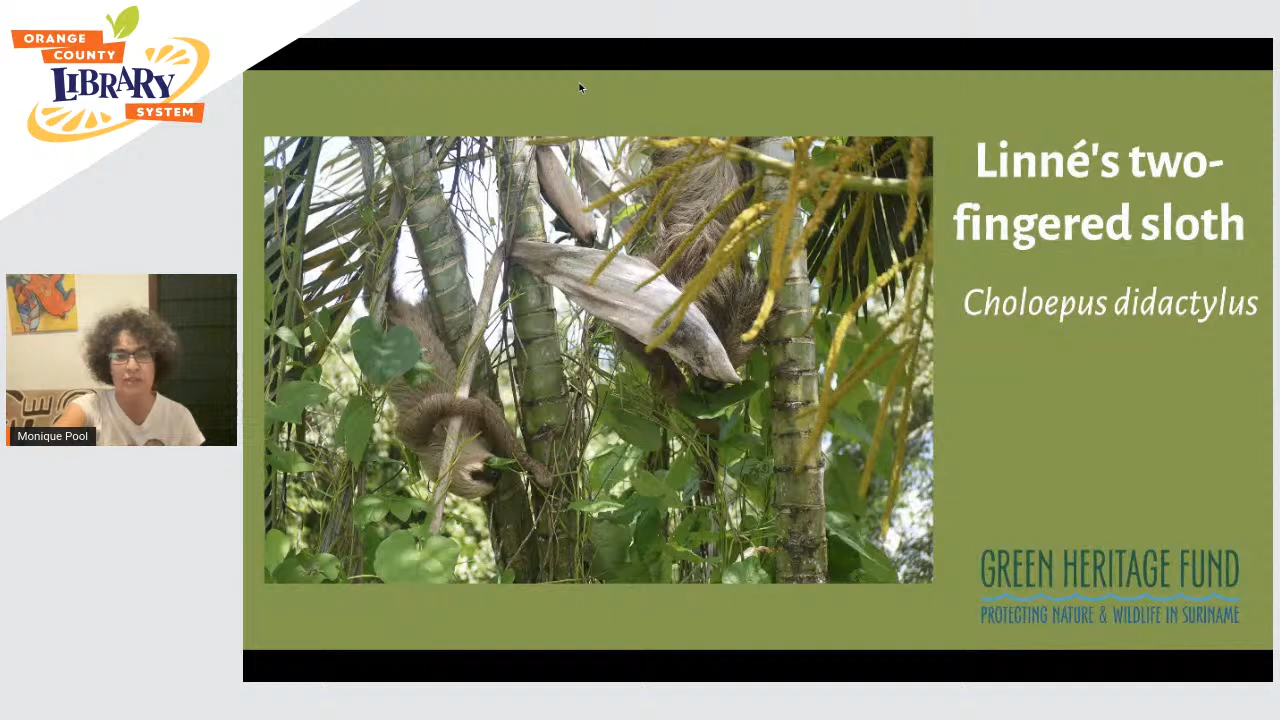 ORANGE
COUNTY
LIBRARY
SYSTEM
Monique Pool
Linné's two-
fingered sloth
Choloepus didactylus
GREEN HERITAGE FUND
PROTECTING NATURE & WILDLIFE IN SURINAME